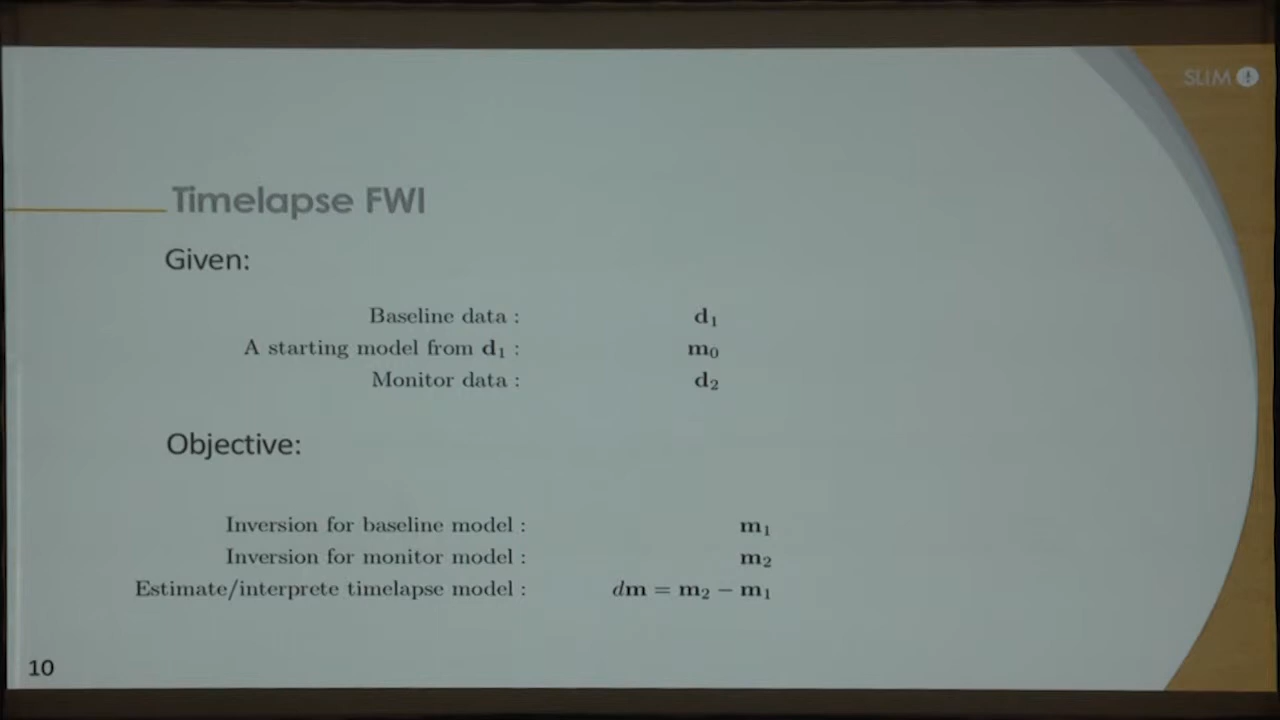 SLIM
Timelapse FWI
Given:
Baseline data : d₁
A starting model from d₁ : m₀
Monitor data : d₂
Objective:
Inversion for baseline model : m₁
Inversion for monitor model : m₂
Estimate/interprete timelapse model : dm = m₂ − m₁
10